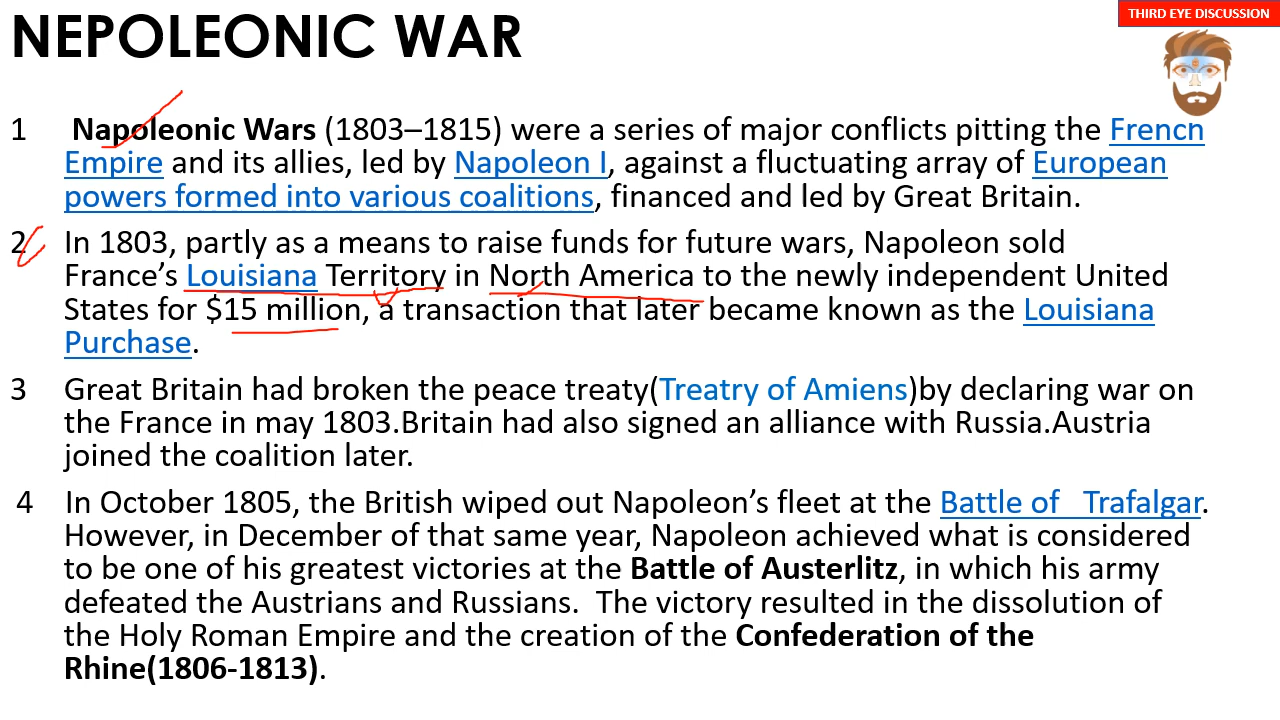 NEPOLEONIC WAR
THIRD EYE DISCUSSION
1 Napoleonic Wars (1803–1815) were a series of major conflicts pitting the French
Empire and its allies, led by Napoleon I, against a fluctuating array of European
powers formed into various coalitions, financed and led by Great Britain.
2 In 1803, partly as a means to raise funds for future wars, Napoleon sold
France’s Louisiana Territory in North America to the newly independent United
States for $15 million, a transaction that later became known as the Louisiana
Purchase.
3 Great Britain had broken the peace treaty(Treatry of Amiens)by declaring war on
the France in may 1803.Britain had also signed an alliance with Russia.Austria
joined the coalition later.
4 In October 1805, the British wiped out Napoleon’s fleet at the Battle of Trafalgar.
However, in December of that same year, Napoleon achieved what is considered
to be one of his greatest victories at the Battle of Austerlitz, in which his army
defeated the Austrians and Russians. The victory resulted in the dissolution of
the Holy Roman Empire and the creation of the Confederation of the
Rhine(1806-1813).